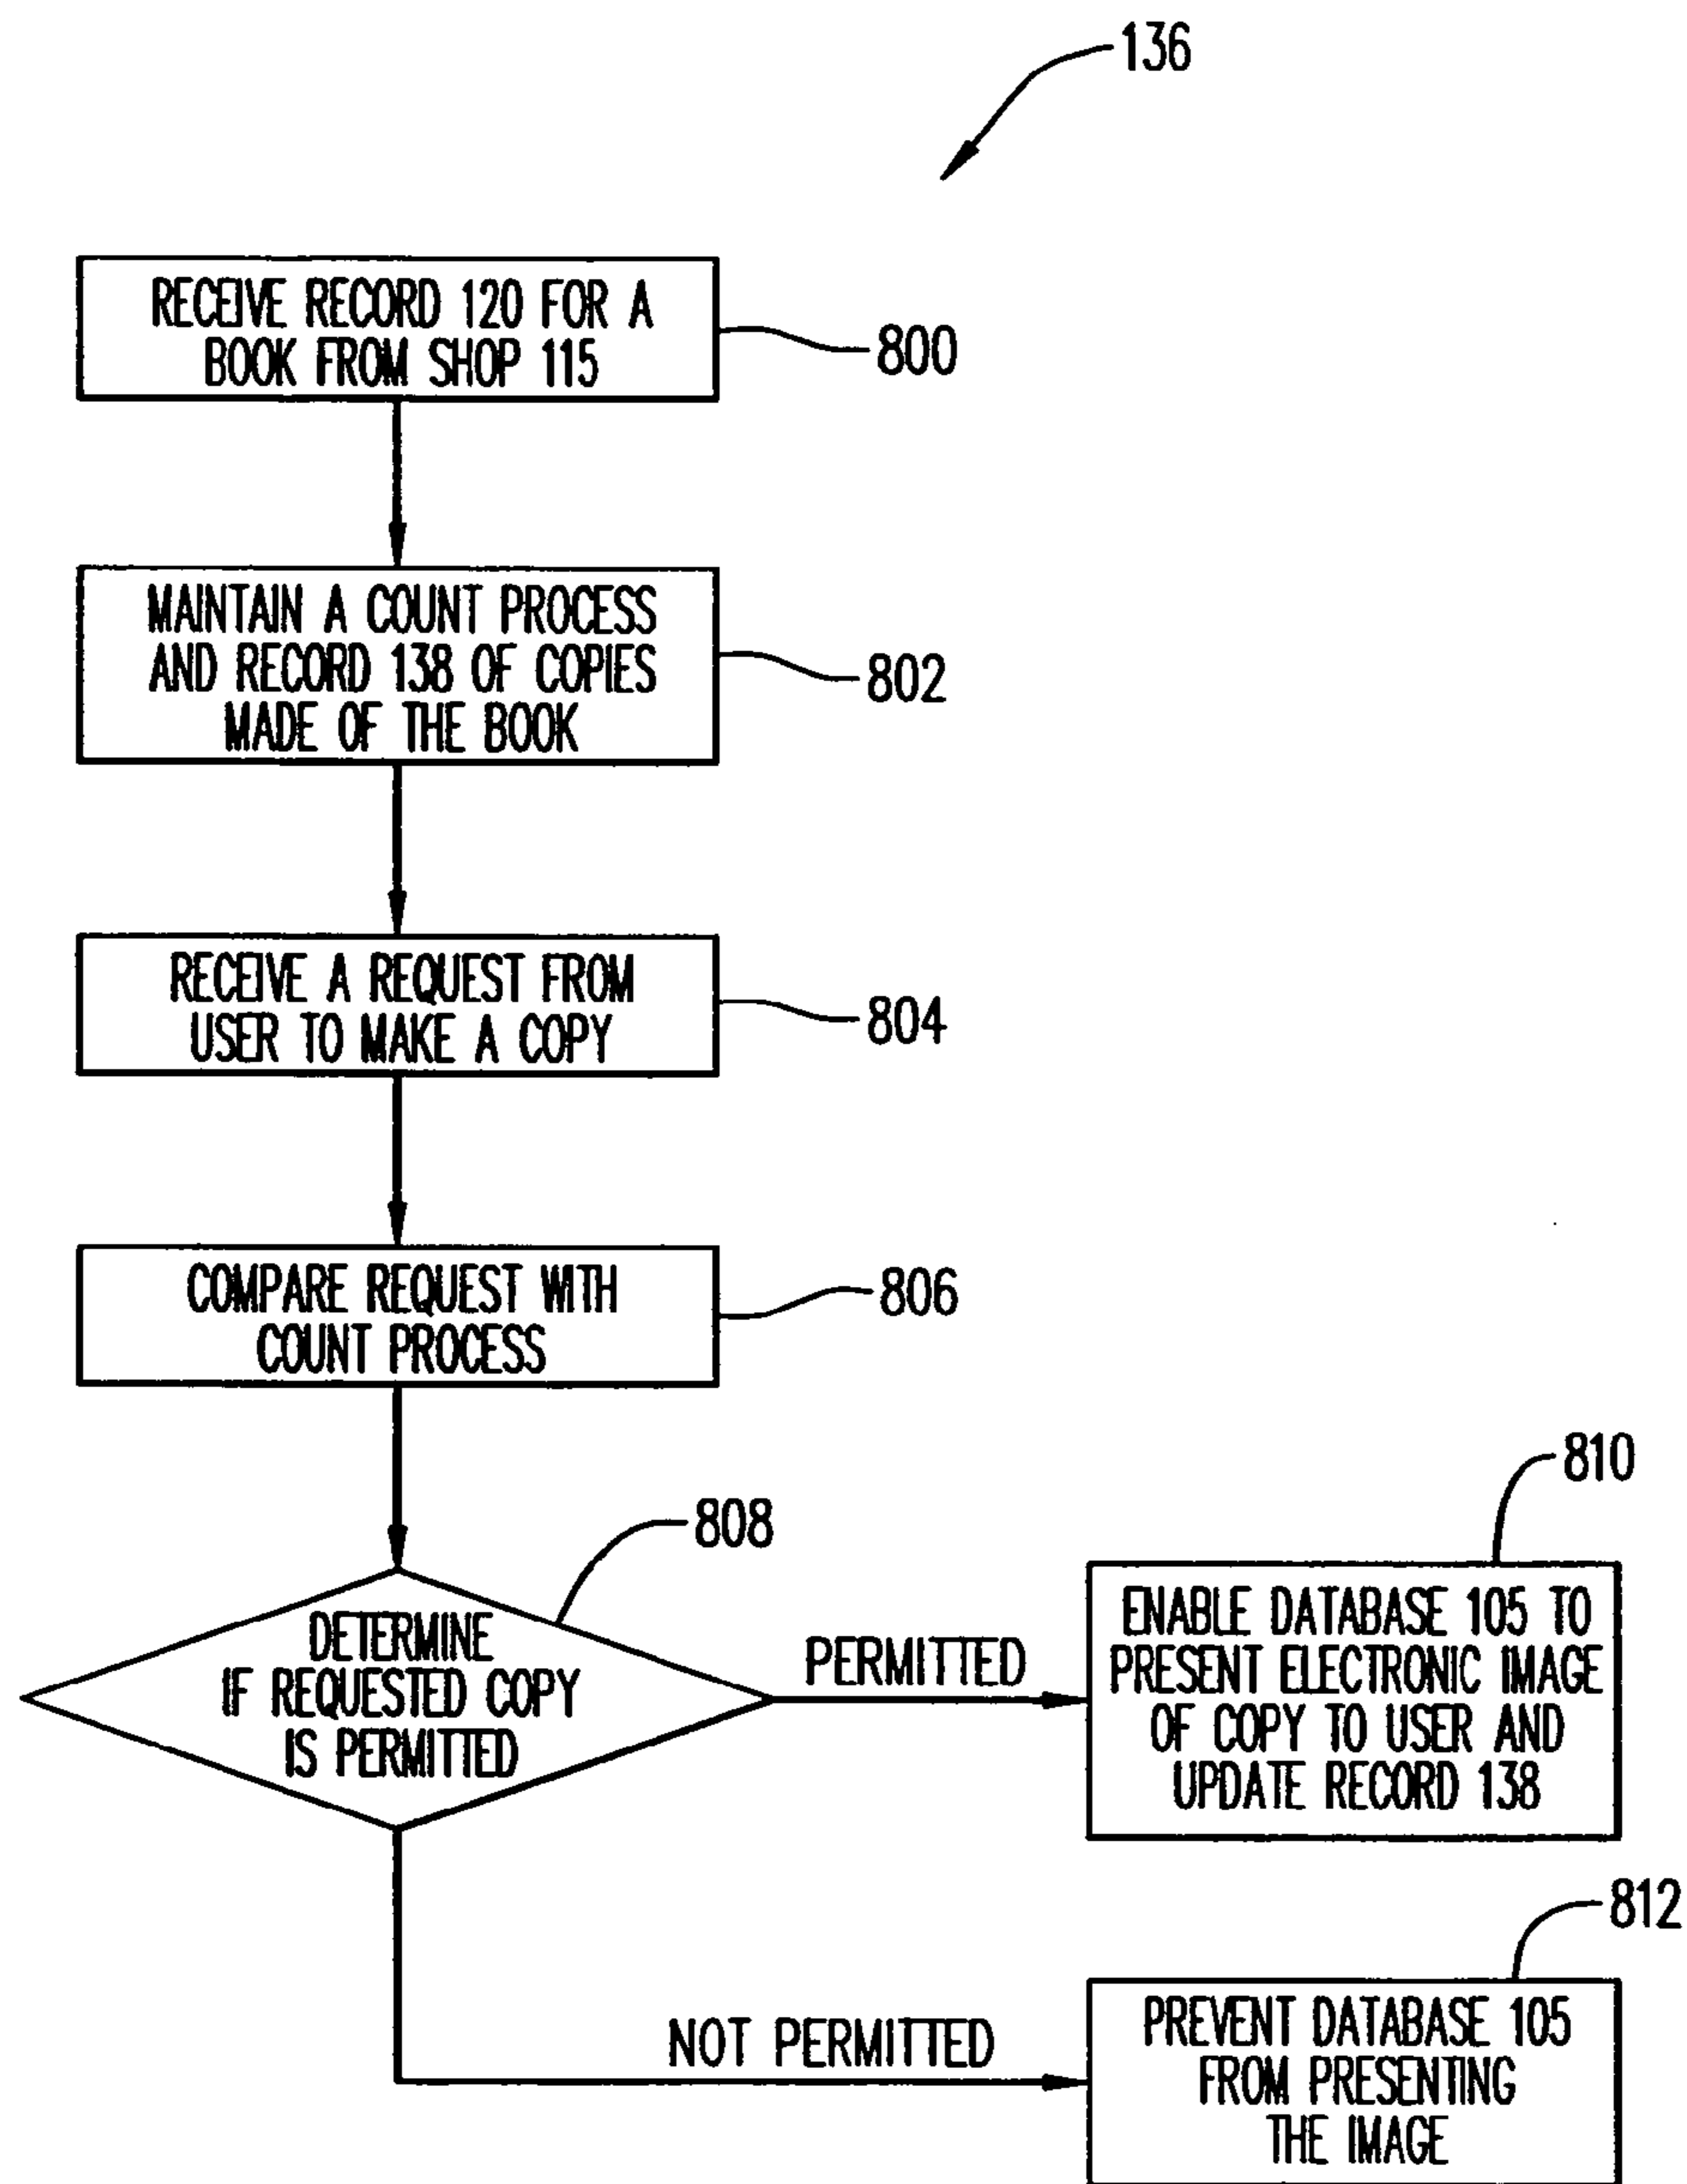 136
RECEIVE RECORD 120 FOR A
BOOK FROM SHOP 115
800
MAINTAIN A COUNT PROCESS
AND RECORD 138 OF COPIES
MADE OF THE BOOK
802
RECEIVE A REQUEST FROM
USER TO MAKE A COPY
804
COMPARE REQUEST WITH
COUNT PROCESS
806
DETERMINE
IF REQUESTED COPY
IS PERMITTED
808
PERMITTED
810
ENABLE DATABASE 105 TO
PRESENT ELECTRONIC IMAGE
OF COPY TO USER AND
UPDATE RECORD 138
NOT PERMITTED
812
PREVENT DATABASE 105
FROM PRESENTING
THE IMAGE